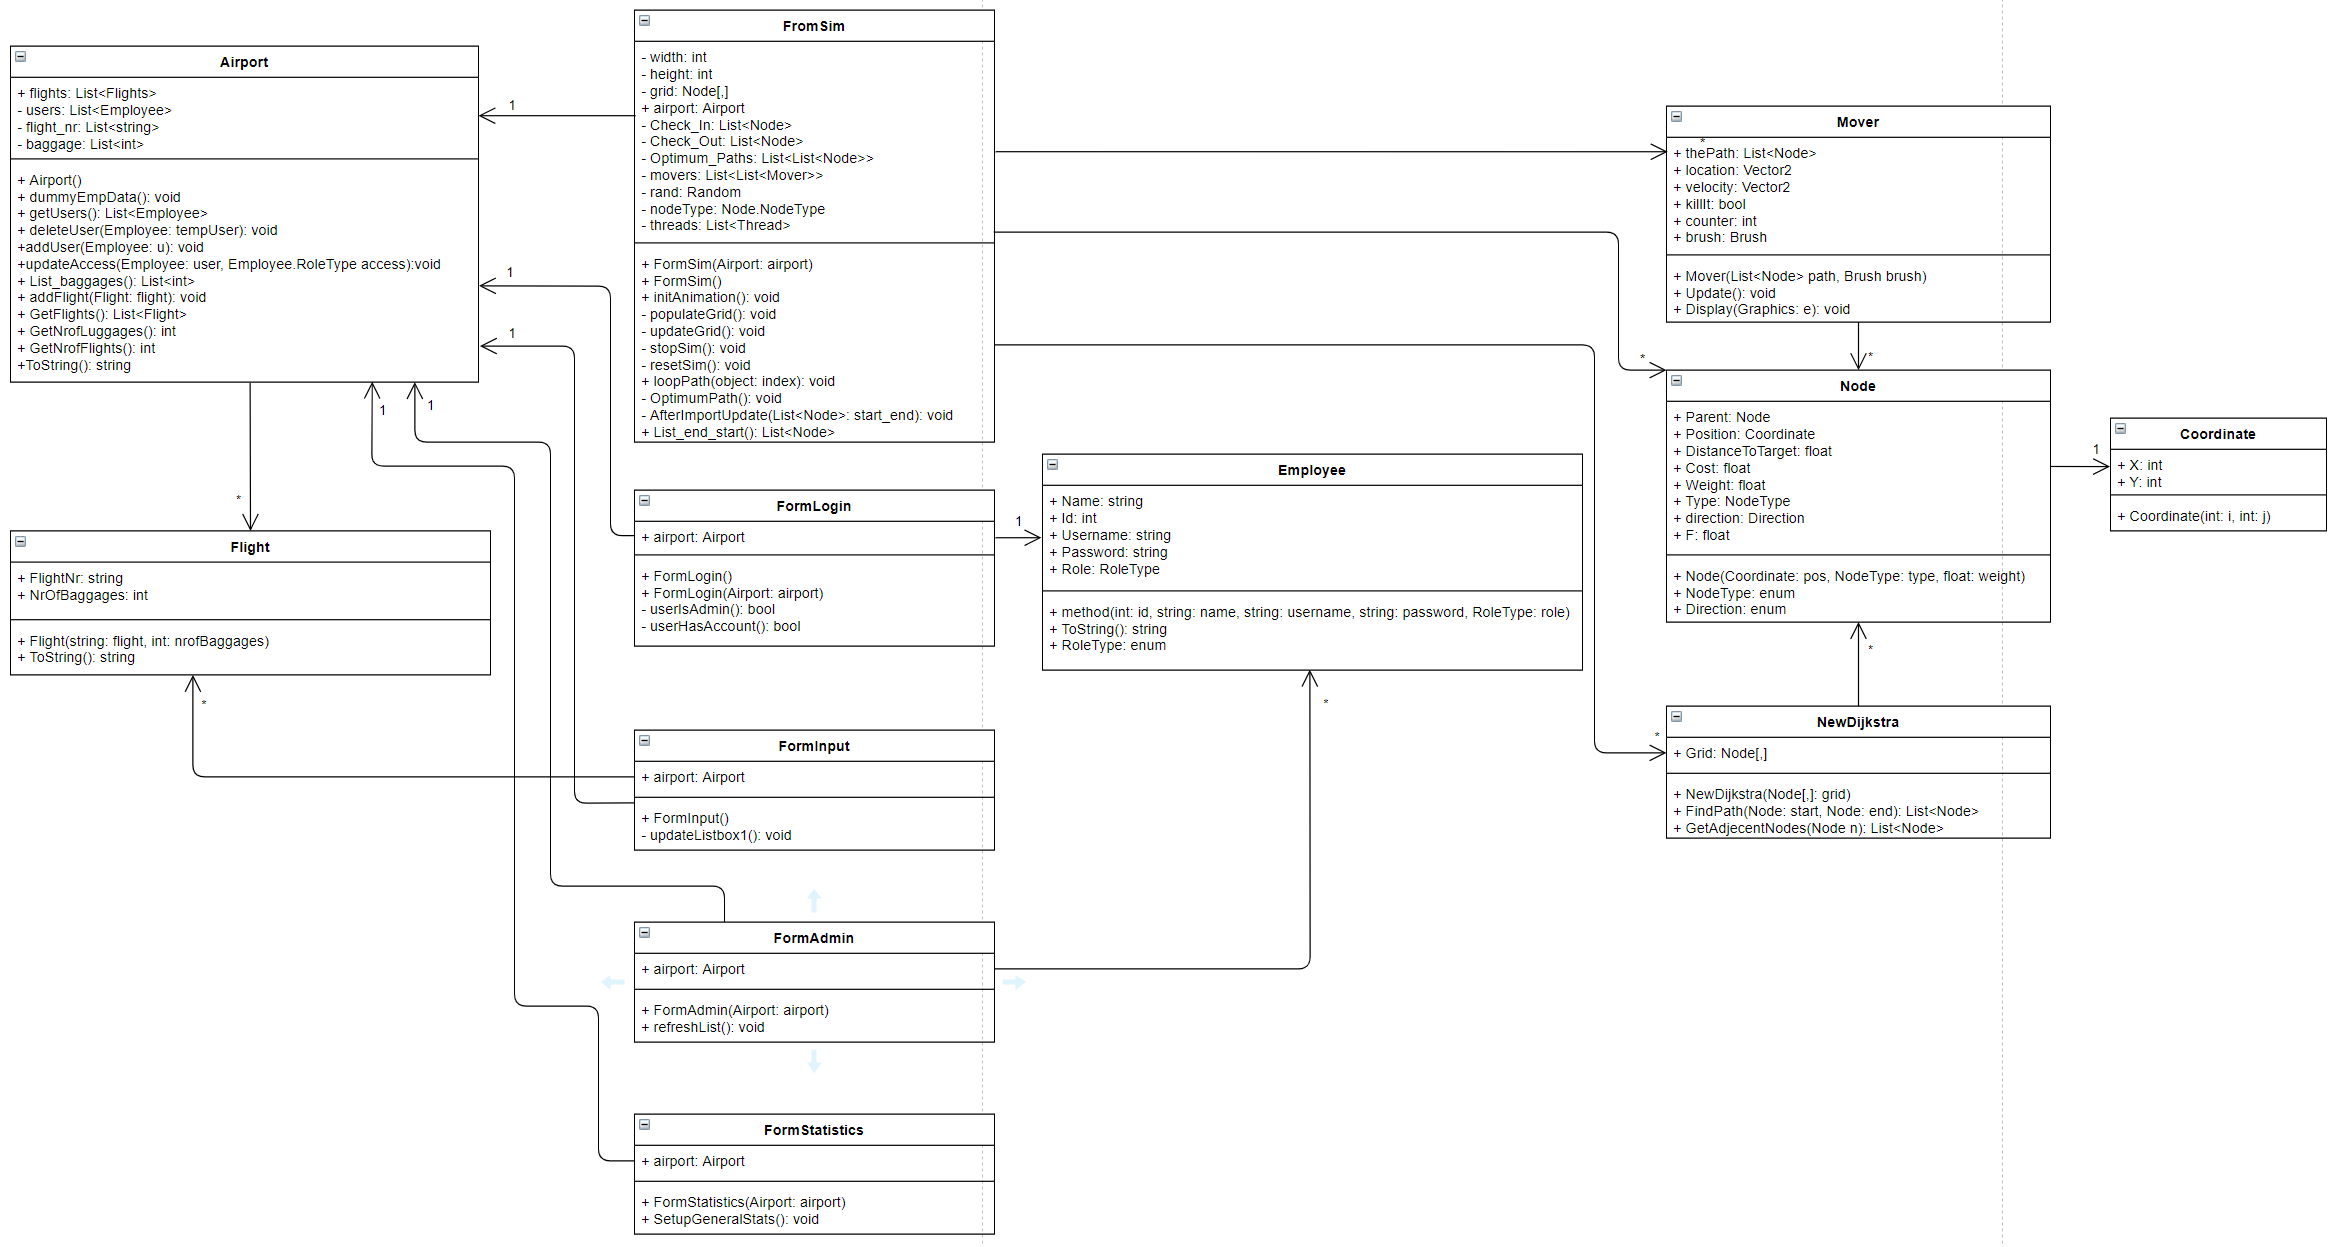 FromSim
- width: int
- height: int
- grid: Node[,]
+ airport: Airport
- Check_In: List<Node>
- Check_Out: List<Node>
- Optimum_Paths: List<List<Node>>
- movers: List<List<Mover>>
- rand: Random
- nodeType: Node.NodeType
- threads: List<Thread>
+ FormSim(Airport: airport)
+ FormSim()
+ initAnimation(): void
- populateGrid(): void
- updateGrid(): void
- stopSim(): void
- resetSim(): void
+ loopPath(object: index): void
- OptimumPath(): void
- AfterImportUpdate(List<Node>: start_end): void
+ List_end_start(): List<Node>
Airport
+ flights: List<Flights>
- users: List<Employee>
- flight_nr: List<string>
- baggage: List<int>
+ Airport()
+ dummyEmpData(): void
+ getUsers(): List<Employee>
+ deleteUser(Employee: tempUser): void
+addUser(Employee: u): void
+updateAccess(Employee: user, Employee.RoleType access):void
+ List_baggages(): List<int>
+ addFlight(Flight: flight): void
+ GetFlights(): List<Flight>
+ GetNrofLuggages(): int
+ GetNrofFlights(): int
+ToString(): string
1
1
1
1
1
*
Flight
+ FlightNr: string
+ NrOfBaggages: int
+ Flight(string: flight, int: nrofBaggages)
+ ToString(): string
*
FormLogin
+ airport: Airport
+ FormLogin()
+ FormLogin(Airport: airport)
- userIsAdmin(): bool
- userHasAccount(): bool
1
Employee
+ Name: string
+ Id: int
+ Username: string
+ Password: string
+ Role: RoleType
+ method(int: id, string: name, string: username, string: password, RoleType: role)
+ ToString(): string
+ RoleType: enum
*
FormInput
+ airport: Airport
+ FormInput()
- updateListbox1(): void
FormAdmin
+ airport: Airport
+ FormAdmin(Airport: airport)
+ refreshList(): void
FormStatistics
+ airport: Airport
+ FormStatistics(Airport: airport)
+ SetupGeneralStats(): void
Mover
*
+ thePath: List<Node>
+ location: Vector2
+ velocity: Vector2
+ killIt: bool
+ counter: int
+ brush: Brush
+ Mover(List<Node> path, Brush brush)
+ Update(): void
+ Display(Graphics: e): void
*
*
Node
+ Parent: Node
+ Position: Coordinate
+ DistanceToTarget: float
+ Cost: float
+ Weight: float
+ Type: NodeType
+ direction: Direction
+ F: float
+ Node(Coordinate: pos, NodeType: type, float: weight)
+ NodeType: enum
+ Direction: enum
*
1
Coordinate
+ X: int
+ Y: int
+ Coordinate(int: i, int: j)
*
NewDijkstra
+ Grid: Node[,]
+ NewDijkstra(Node[,]: grid)
+ FindPath(Node: start, Node: end): List<Node>
+ GetAdjecentNodes(Node n): List<Node>